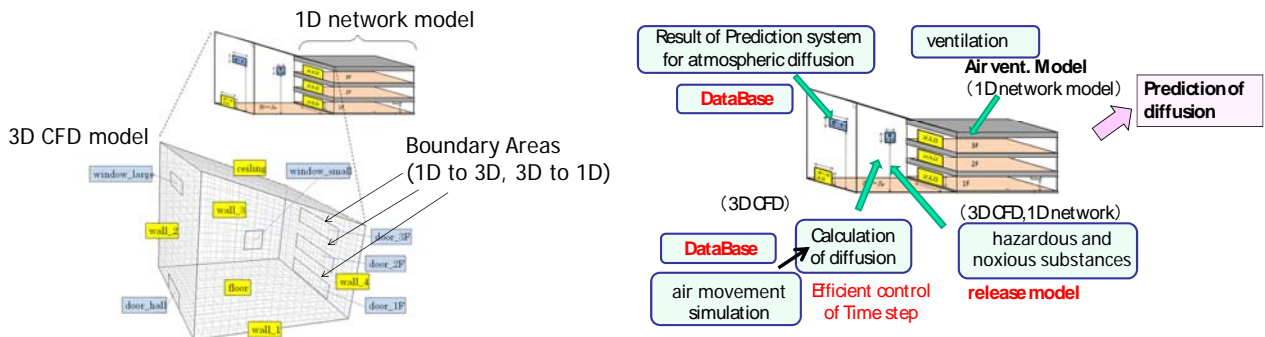 1D network model
3D CFD model
Boundary Areas
(1D to 3D, 3D to 1D)
ceiling
window_large
window_small
wall_3
wall_2
door_3F
door_2F
wall_4
floor
door_hall
door_1F
wall_1
Result of Prediction system
for atmospheric diffusion
DataBase
ventilation
Air vent. Model
(1D network model)
Prediction of
diffusion
3F
2F
1F
(3D CFD)
(3D CFD,1D network)
DataBase
Calculation
of diffusion
hazardous and
noxious substances
air movement
simulation
Efficient control
of Time step
release model